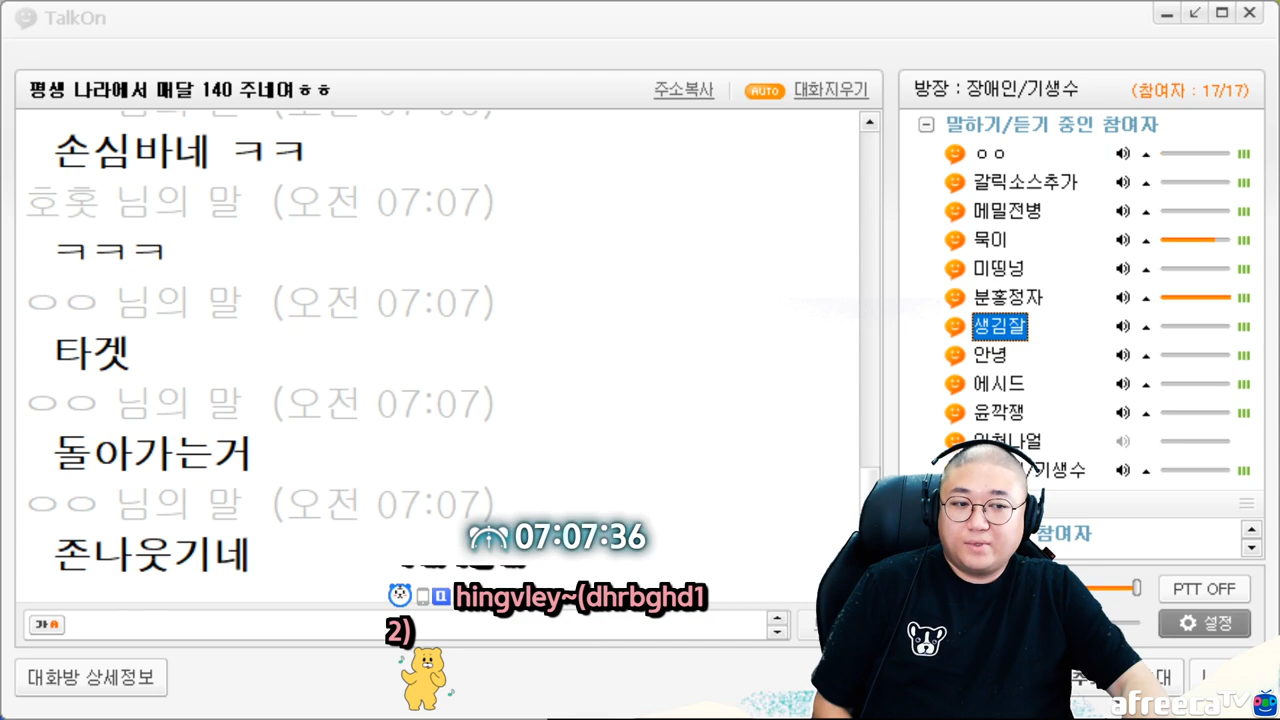 TalkOn
평생 나라에서 매달 140 주네여ㅎㅎ
주소복사
AUTO
대화지우기
손심바네 ㅋㅋ
호홋 님의 말 (오전 07:07)
ㅋㅋㅋ
ㅇㅇ 님의 말 (오전 07:07)
타겟
ㅇㅇ 님의 말 (오전 07:07)
돌아가는거
ㅇㅇ 님의 말 (오전 07:07)
존나웃기네
07:07:36
hingvley~(dhrbghd1
2)
가A
대화방 상세정보
방장 : 장애인/기생수
(참여자 : 17/17)
말하기/듣기 중인 참여자
ㅇㅇ
갈릭소스추가
메밀전병
묵이
미띵넝
분홍정자
생김잘
안녕
에시드
윤깍쟁
/기생수
참여자
PTT OFF
설정
대
afreecaTV